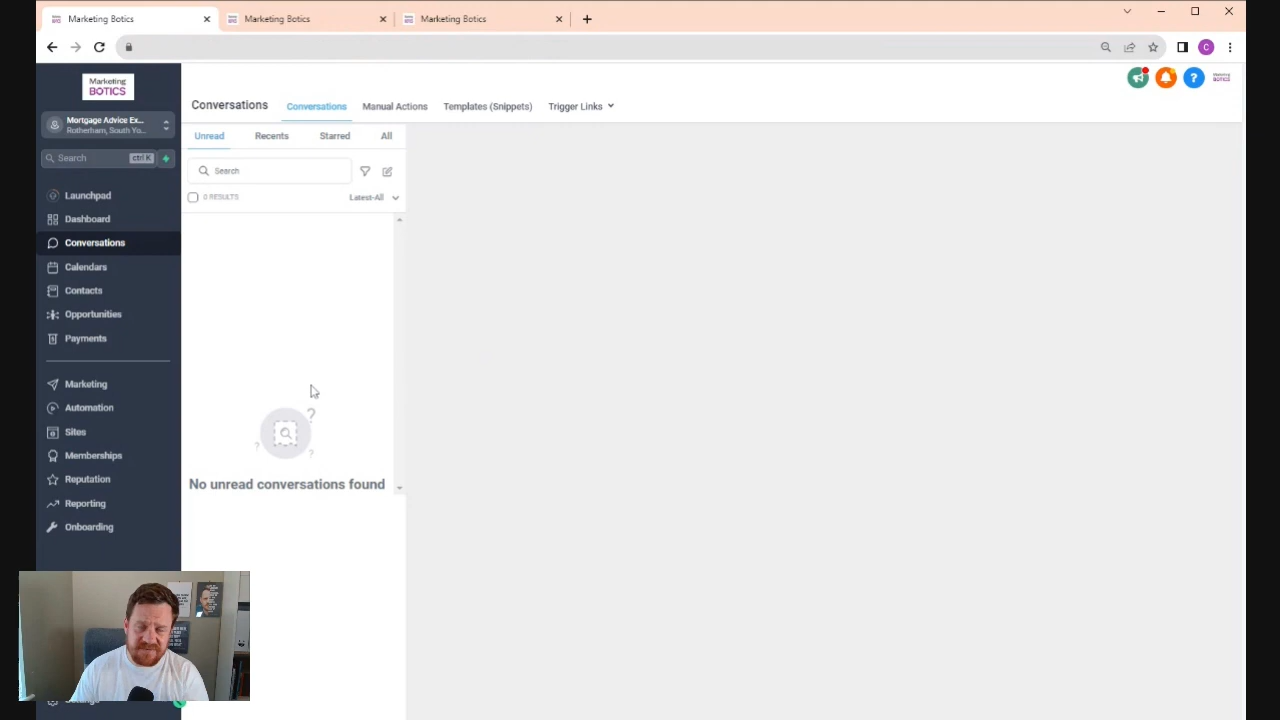 Marketing Botics
Marketing Botics
Marketing Botics
C
Marketing
BOTICS
Mortgage Advice Ex...
Rotherham, South Yo...
Search
ctrl K
Launchpad
Dashboard
Conversations
Calendars
Contacts
Opportunities
Payments
Marketing
Automation
Sites
Memberships
Reputation
Reporting
Onboarding
Conversations
Conversations
Manual Actions
Templates (Snippets)
Trigger Links
Unread
Recents
Starred
All
Search
0 RESULTS
Latest-All
No unread conversations found